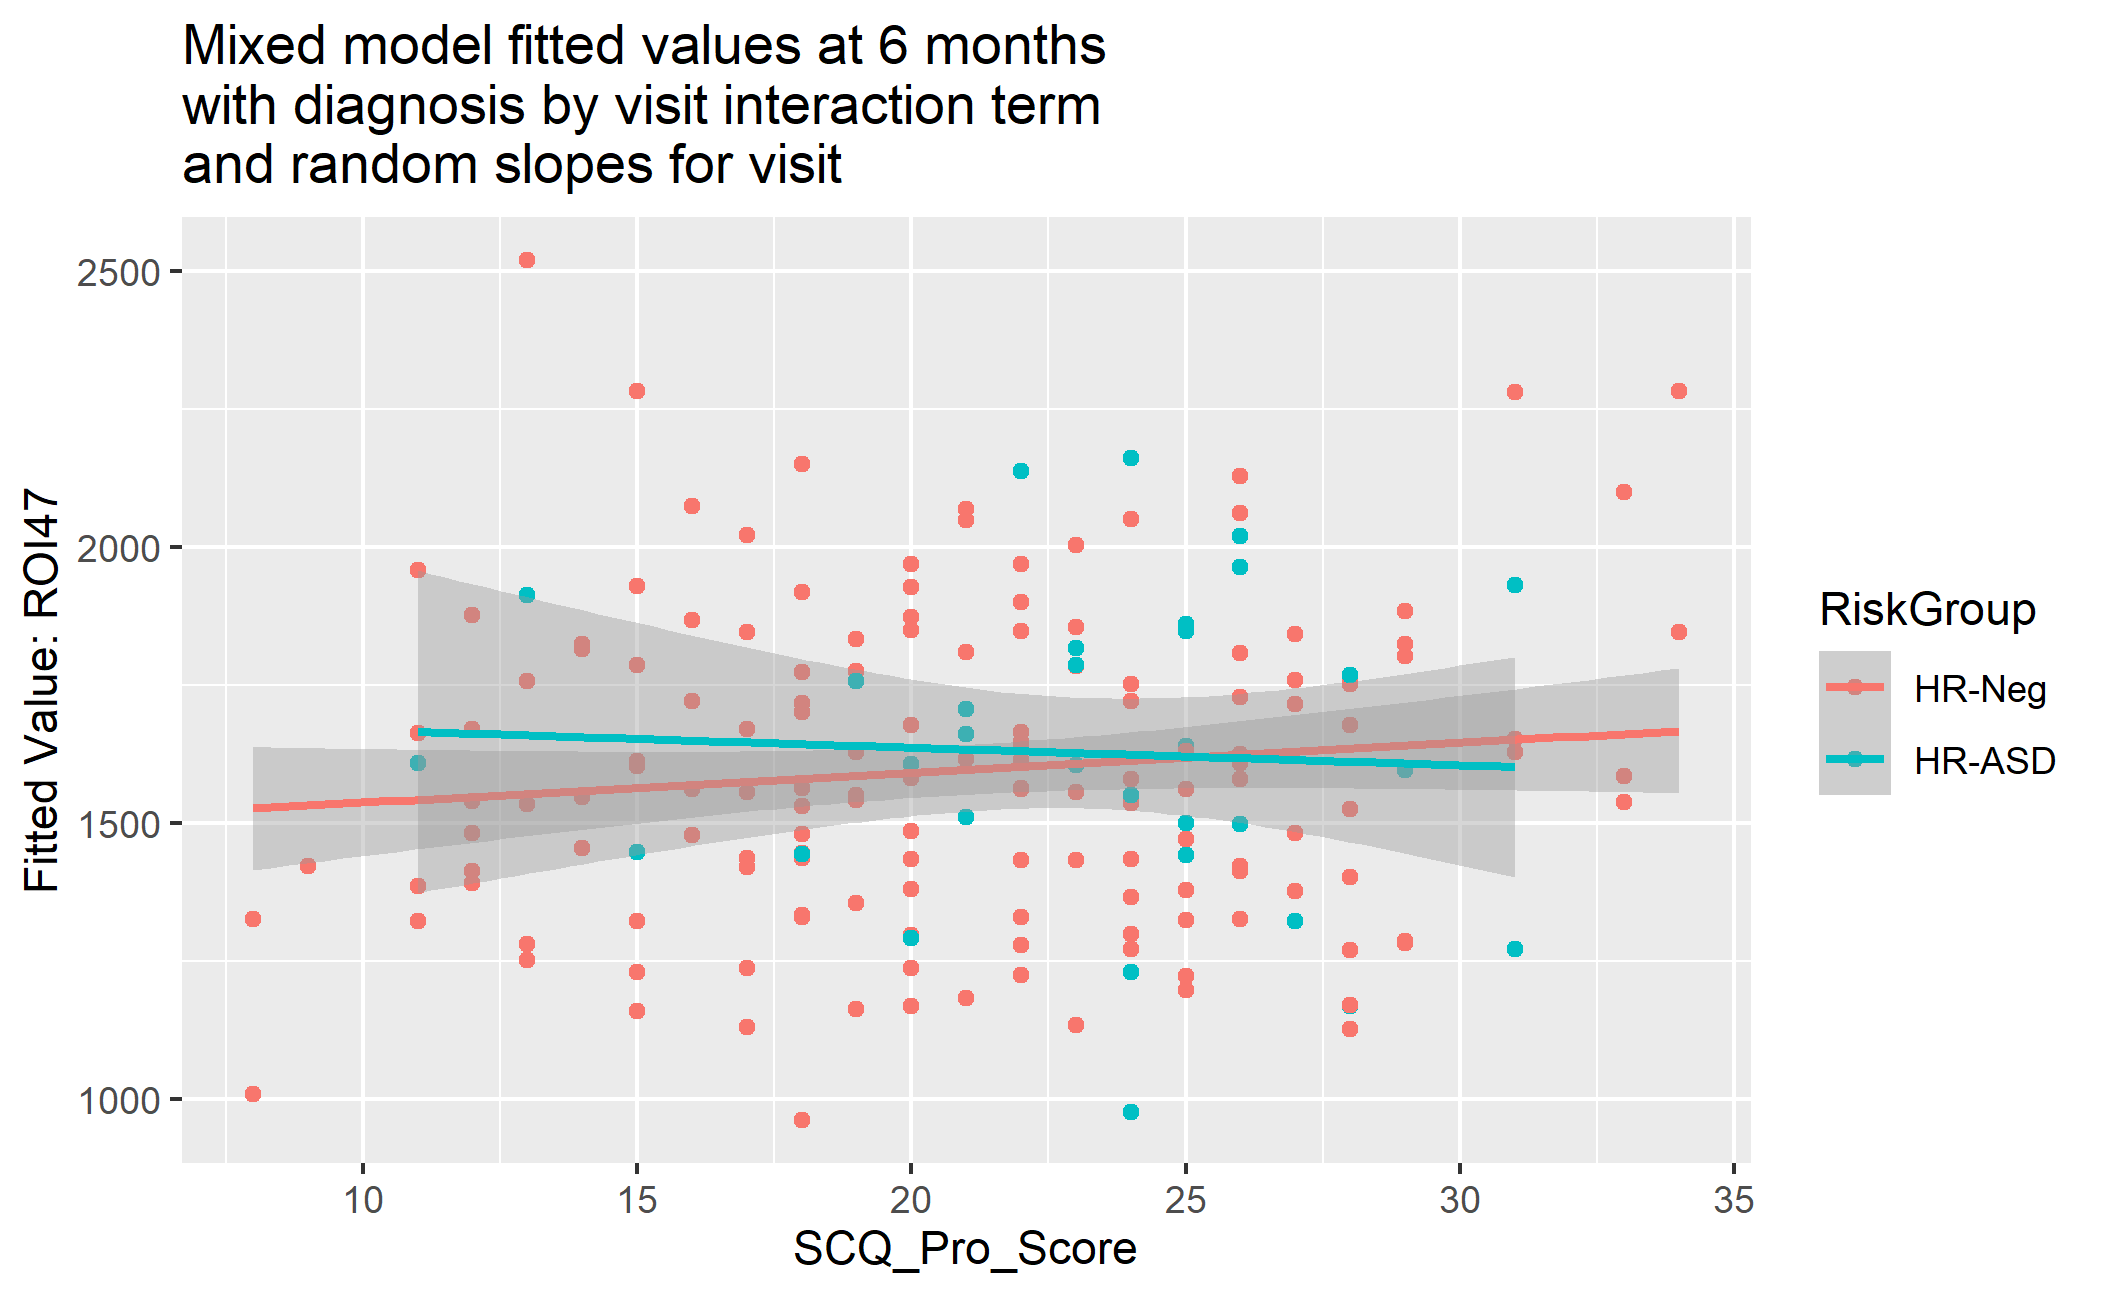 Mixed model fitted values at 6 months
with diagnosis by visit interaction term
and random slopes for visit
Fitted Value: ROI47
2500
2000
1500
1000
10
15
20
25
30
35
SCQ_Pro_Score
RiskGroup
HR-Neg
HR-ASD